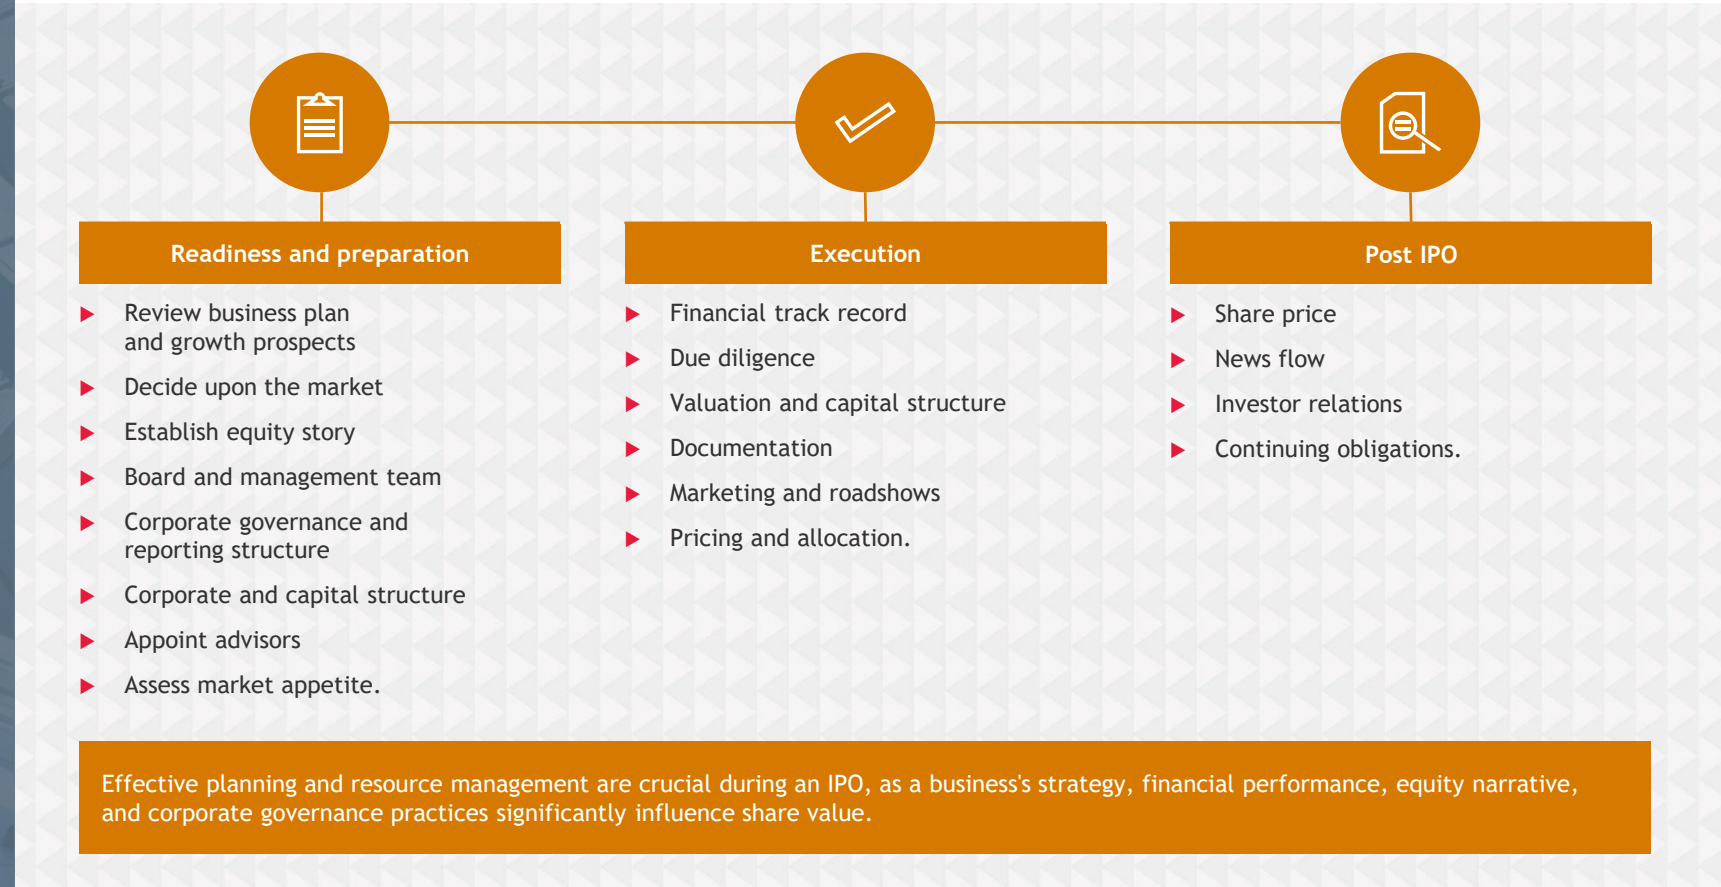 Readiness and preparation
Review business plan
and growth prospects
Decide upon the market
Establish equity story
Board and management team
Corporate governance and
reporting structure
Corporate and capital structure
Appoint advisors
Assess market appetite.
Execution
Financial track record
Due diligence
Valuation and capital structure
Documentation
Marketing and roadshows
Pricing and allocation.
Post IPO
Share price
News flow
Investor relations
Continuing obligations.
Effective planning and resource management are crucial during an IPO, as a business's strategy, financial performance, equity narrative,
and corporate governance practices significantly influence share value.